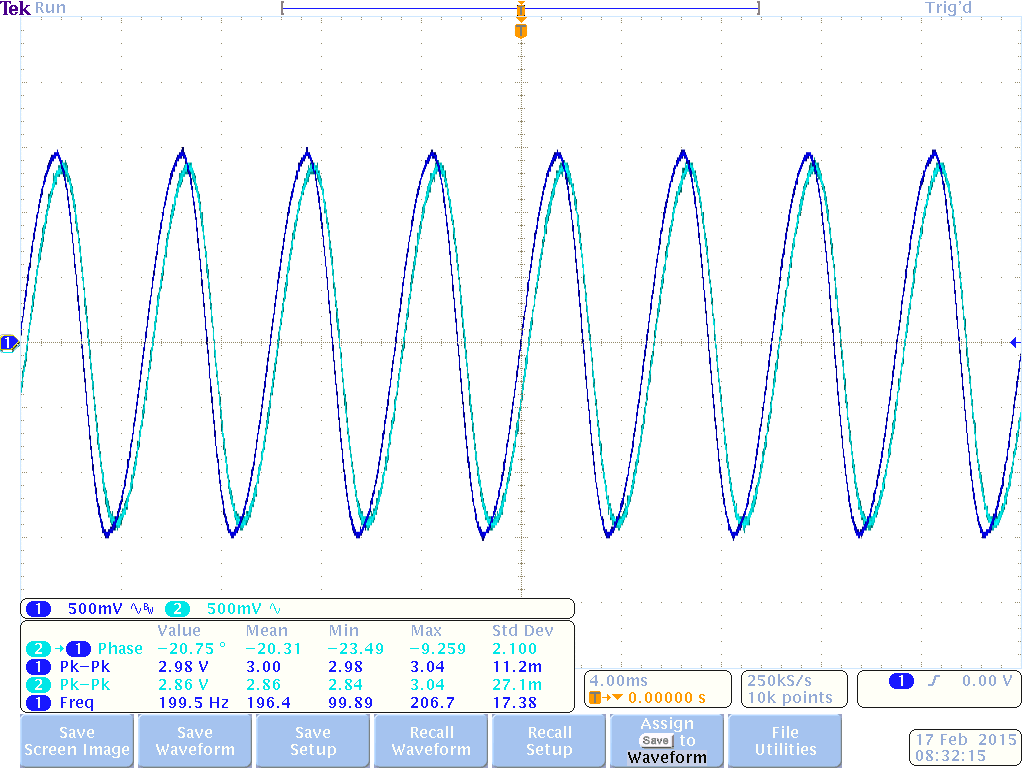 Tek Run Trig'd
T
T
1
1 500mV 2 500mV
Value Mean Min Max Std Dev
2 → 1 Phase −20.75 ° −20.31 −23.49 −9.259 2.100
1 Pk−Pk 2.98 V 3.00 2.98 3.04 11.2m
2 Pk−Pk 2.86 V 2.86 2.84 3.04 27.1m
1 Freq 199.5 Hz 196.4 99.89 206.7 17.38
4.00ms
T→▼ 0.00000 s
250kS/s
10k points
1 0.00 V
Save
Screen Image
Save
Waveform
Save
Setup
Recall
Waveform
Recall
Setup
Assign
Save to
Waveform
File
Utilities
17 Feb 2015
08:32:15